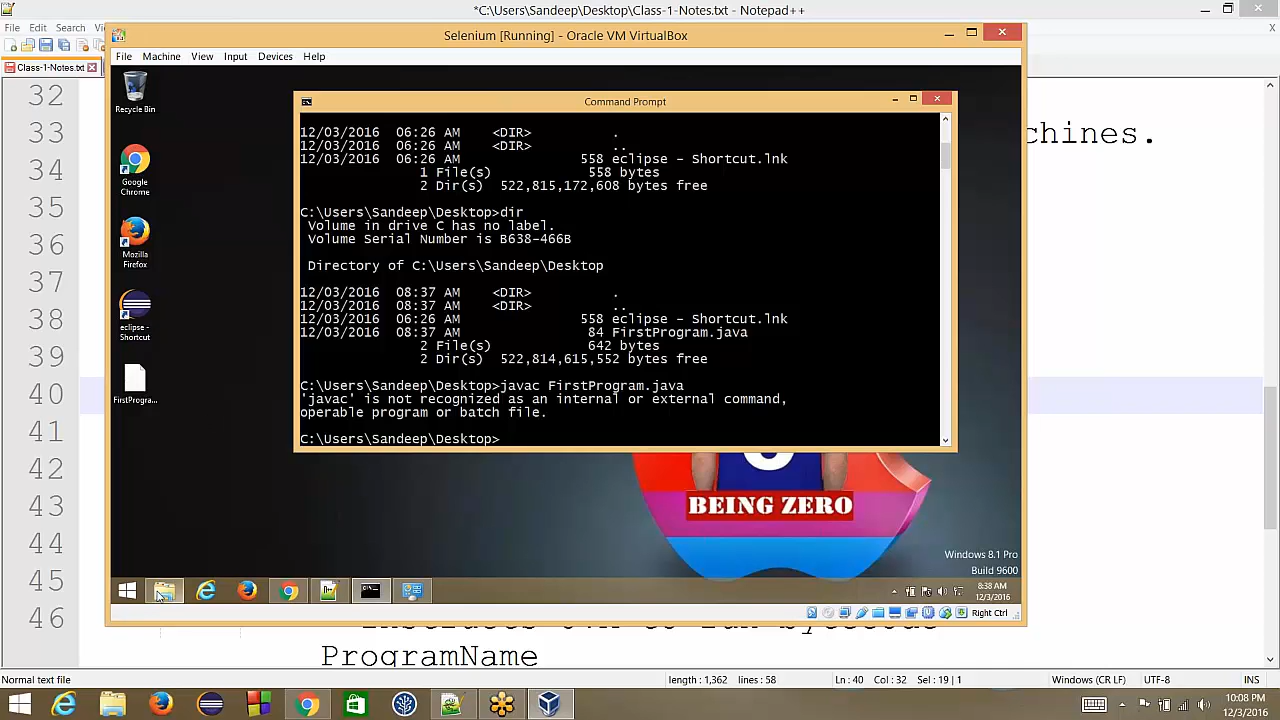 *C:\Users\Sandeep\Desktop\Class-1-Notes.txt - Notepad++
File Edit Search
Class-1-Notes.txt
Selenium [Running] - Oracle VM VirtualBox
File Machine View Input Devices Help
Recycle Bin
Google Chrome
Mozilla Firefox
eclipse - Shortcut
FirstProgra...
Command Prompt
12/03/2016 06:26 AM <DIR> .
12/03/2016 06:26 AM <DIR> ..
12/03/2016 06:26 AM 558 eclipse - Shortcut.lnk
1 File(s) 558 bytes
2 Dir(s) 522,815,172,608 bytes free
C:\Users\Sandeep\Desktop>dir
Volume in drive C has no label.
Volume Serial Number is B638-466B
Directory of C:\Users\Sandeep\Desktop
12/03/2016 08:37 AM <DIR> .
12/03/2016 08:37 AM <DIR> ..
12/03/2016 06:26 AM 558 eclipse - Shortcut.lnk
12/03/2016 08:37 AM 84 FirstProgram.java
2 File(s) 642 bytes
2 Dir(s) 522,814,615,552 bytes free
C:\Users\Sandeep\Desktop>javac FirstProgram.java
'javac' is not recognized as an internal or external command,
operable program or batch file.
C:\Users\Sandeep\Desktop>
BEING ZERO
Windows 8.1 Pro
Build 9600
8:38 AM
12/3/2016
Right Ctrl
32
33 chines.
34
35
36
37
38
39
40
41
42
43
44
45
46
ProgramName
Normal text file length : 1,362 lines : 58 Ln : 40 Col : 32 Sel : 19 | 1 Windows (CR LF) UTF-8 INS
10:08 PM
12/3/2016